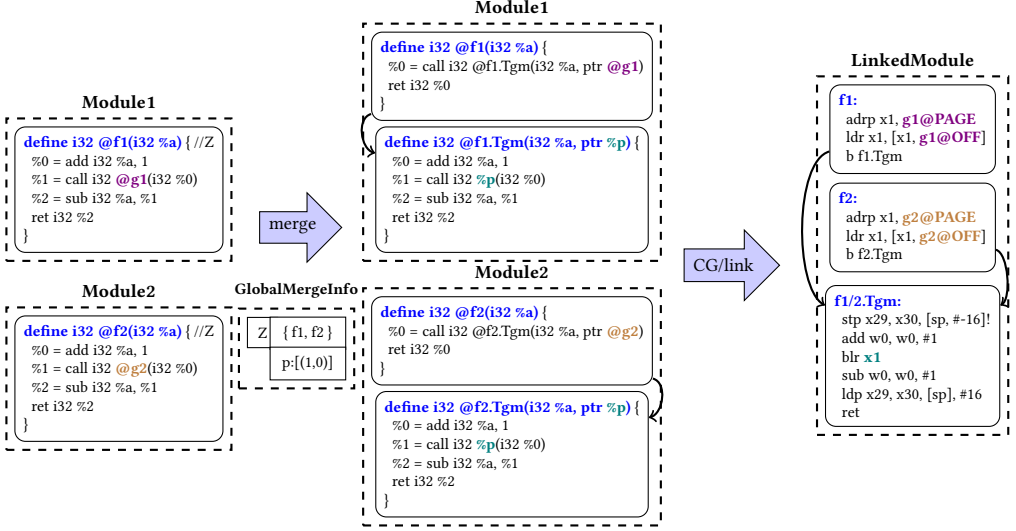 Module1
define i32 @f1(i32 %a) { //Z
%0 = add i32 %a, 1
%1 = call i32 @g1(i32 %0)
%2 = sub i32 %a, %1
ret i32 %2
}
Module2
define i32 @f2(i32 %a) { //Z
%0 = add i32 %a, 1
%1 = call i32 @g2(i32 %0)
%2 = sub i32 %a, %1
ret i32 %2
}
GlobalMergeInfo
Z { f1, f2 }
p:[(1,0)]
merge
Module1
define i32 @f1(i32 %a) {
%0 = call i32 @f1.Tgm(i32 %a, ptr @g1)
ret i32 %0
}
define i32 @f1.Tgm(i32 %a, ptr %p) {
%0 = add i32 %a, 1
%1 = call i32 %p(i32 %0)
%2 = sub i32 %a, %1
ret i32 %2
}
Module2
define i32 @f2(i32 %a) {
%0 = call i32 @f2.Tgm(i32 %a, ptr @g2)
ret i32 %0
}
define i32 @f2.Tgm(i32 %a, ptr %p) {
%0 = add i32 %a, 1
%1 = call i32 %p(i32 %0)
%2 = sub i32 %a, %1
ret i32 %2
}
CG/link
LinkedModule
f1:
adrp x1, g1@PAGE
ldr x1, [x1, g1@OFF]
b f1.Tgm
f2:
adrp x1, g2@PAGE
ldr x1, [x1, g2@OFF]
b f2.Tgm
f1/2.Tgm:
stp x29, x30, [sp, #-16]!
add w0, w0, #1
blr x1
sub w0, w0, #1
ldp x29, x30, [sp], #16
ret